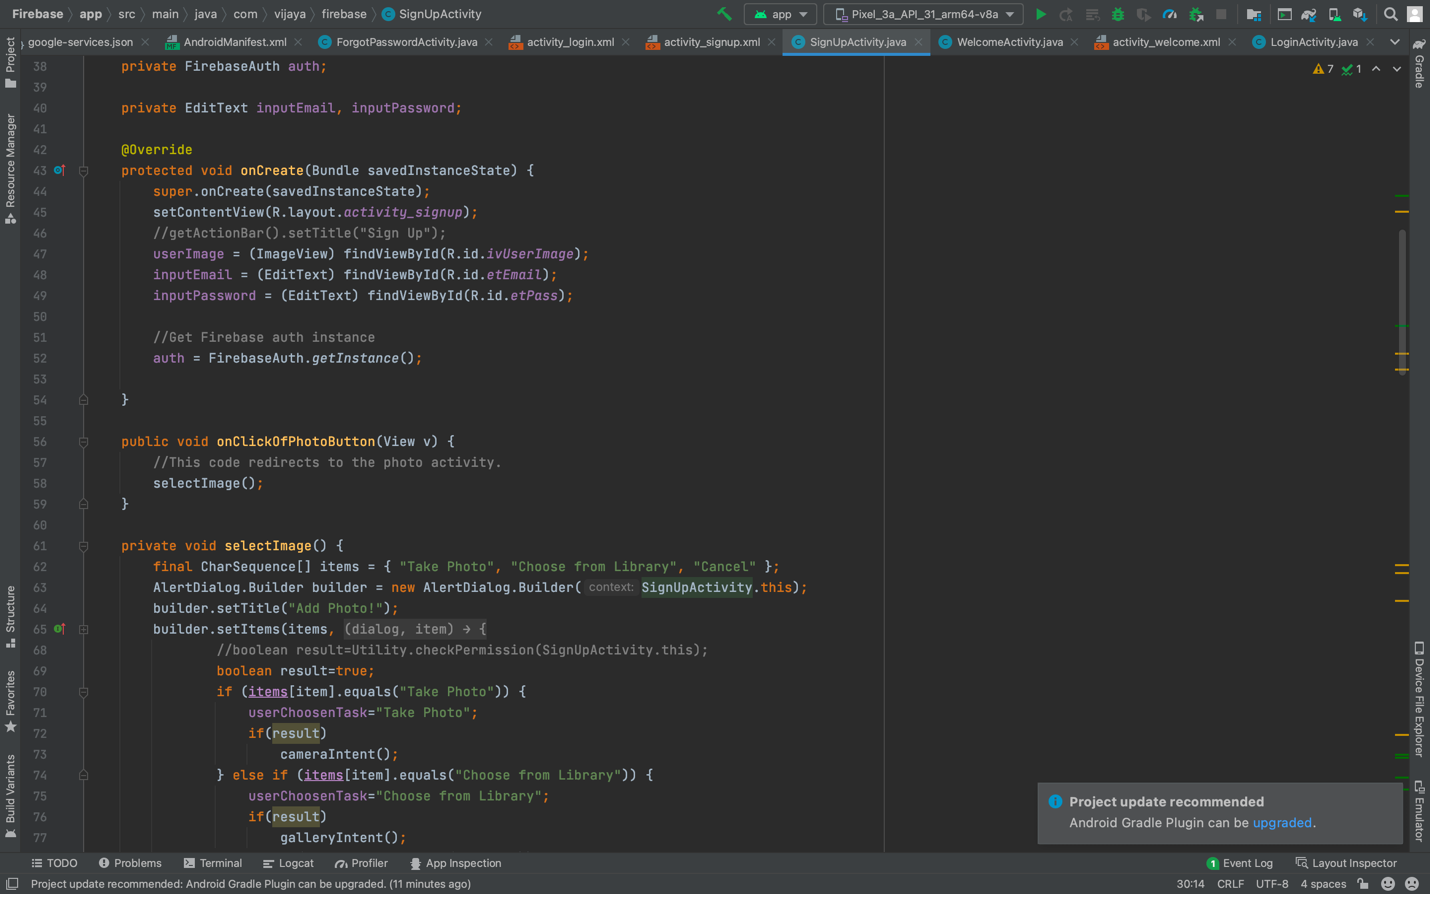 Firebase app src main java com vijaya firebase SignUpActivity app Pixel_3a_API_31_arm64-v8a
google-services.json AndroidManifest.xml ForgotPasswordActivity.java activity_login.xml activity_signup.xml SignUpActivity.java WelcomeActivity.java activity_welcome.xml LoginActivity.java
Project
Resource Manager
Structure
Favorites
Build Variants
7 1
38 private FirebaseAuth auth;
39
40 private EditText inputEmail, inputPassword;
41
42 @Override
43 protected void onCreate(Bundle savedInstanceState) {
44 super.onCreate(savedInstanceState);
45 setContentView(R.layout.activity_signup);
46 //getActionBar().setTitle("Sign Up");
47 userImage = (ImageView) findViewById(R.id.ivUserImage);
48 inputEmail = (EditText) findViewById(R.id.etEmail);
49 inputPassword = (EditText) findViewById(R.id.etPass);
50
51 //Get Firebase auth instance
52 auth = FirebaseAuth.getInstance();
53
54 }
55
56 public void onClickOfPhotoButton(View v) {
57 //This code redirects to the photo activity.
58 selectImage();
59 }
60
61 private void selectImage() {
62 final CharSequence[] items = { "Take Photo", "Choose from Library", "Cancel" };
63 AlertDialog.Builder builder = new AlertDialog.Builder( context: SignUpActivity.this);
64 builder.setTitle("Add Photo!");
65 builder.setItems(items, (dialog, item) → {
68 //boolean result=Utility.checkPermission(SignUpActivity.this);
69 boolean result=true;
70 if (items[item].equals("Take Photo")) {
71 userChoosenTask="Take Photo";
72 if(result)
73 cameraIntent();
74 } else if (items[item].equals("Choose from Library")) {
75 userChoosenTask="Choose from Library";
76 if(result)
77 galleryIntent();
Gradle
Device File Explorer
Emulator
Project update recommended
Android Gradle Plugin can be upgraded.
TODO Problems Terminal Logcat Profiler App Inspection 1 Event Log Layout Inspector
Project update recommended: Android Gradle Plugin can be upgraded. (11 minutes ago) 30:14 CRLF UTF-8 4 spaces